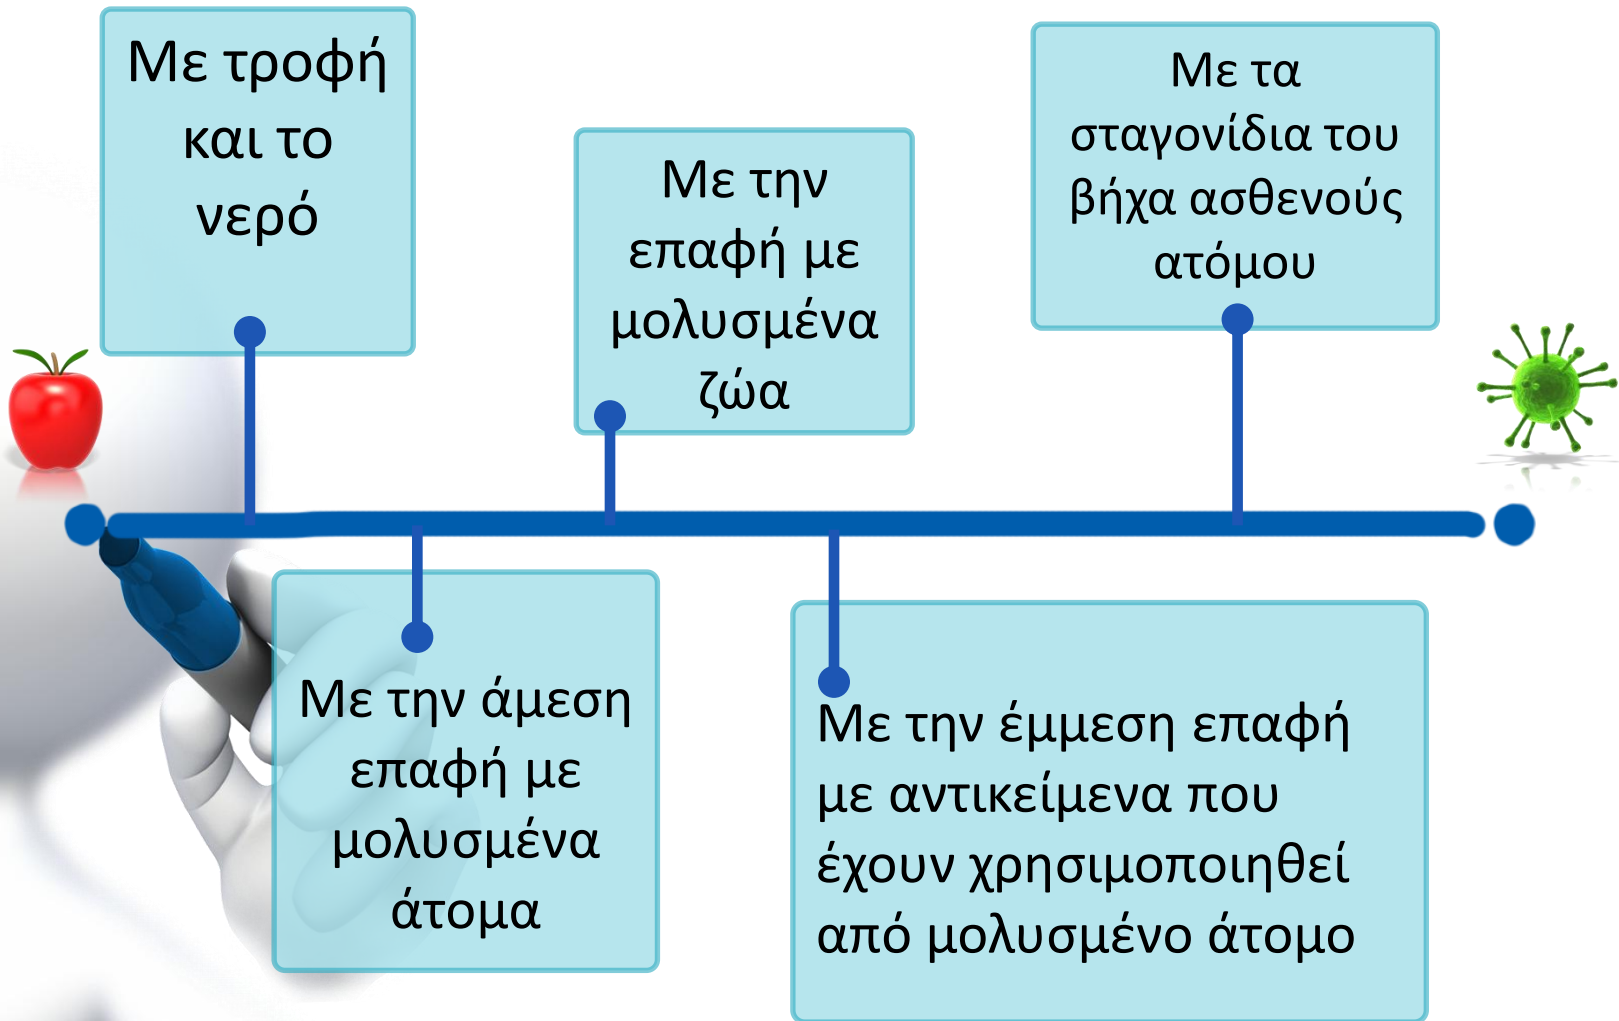 Με τροφή
και το
νερό
Με την
επαφή με
μολυσμένα
ζώα
Με τα
σταγονίδια του
βήχα ασθενούς
ατόμου
Με την άμεση
επαφή με
μολυσμένα
άτομα
Με την έμμεση επαφή
με αντικείμενα που
έχουν χρησιμοποιηθεί
από μολυσμένο άτομο